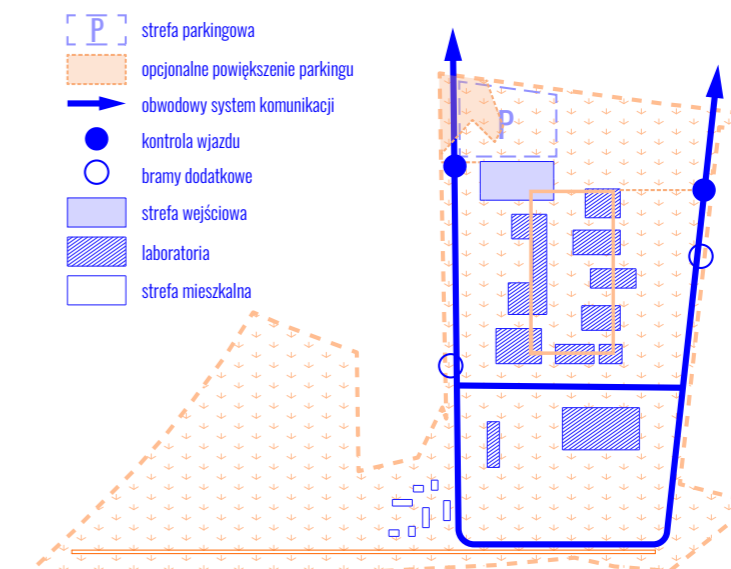 P strefa parkingowa
opcjonalne powiększenie parkingu
obwodowy system komunikacji
kontrola wjazdu
bramy dodatkowe
strefa wejściowa
laboratoria
strefa mieszkalna
P